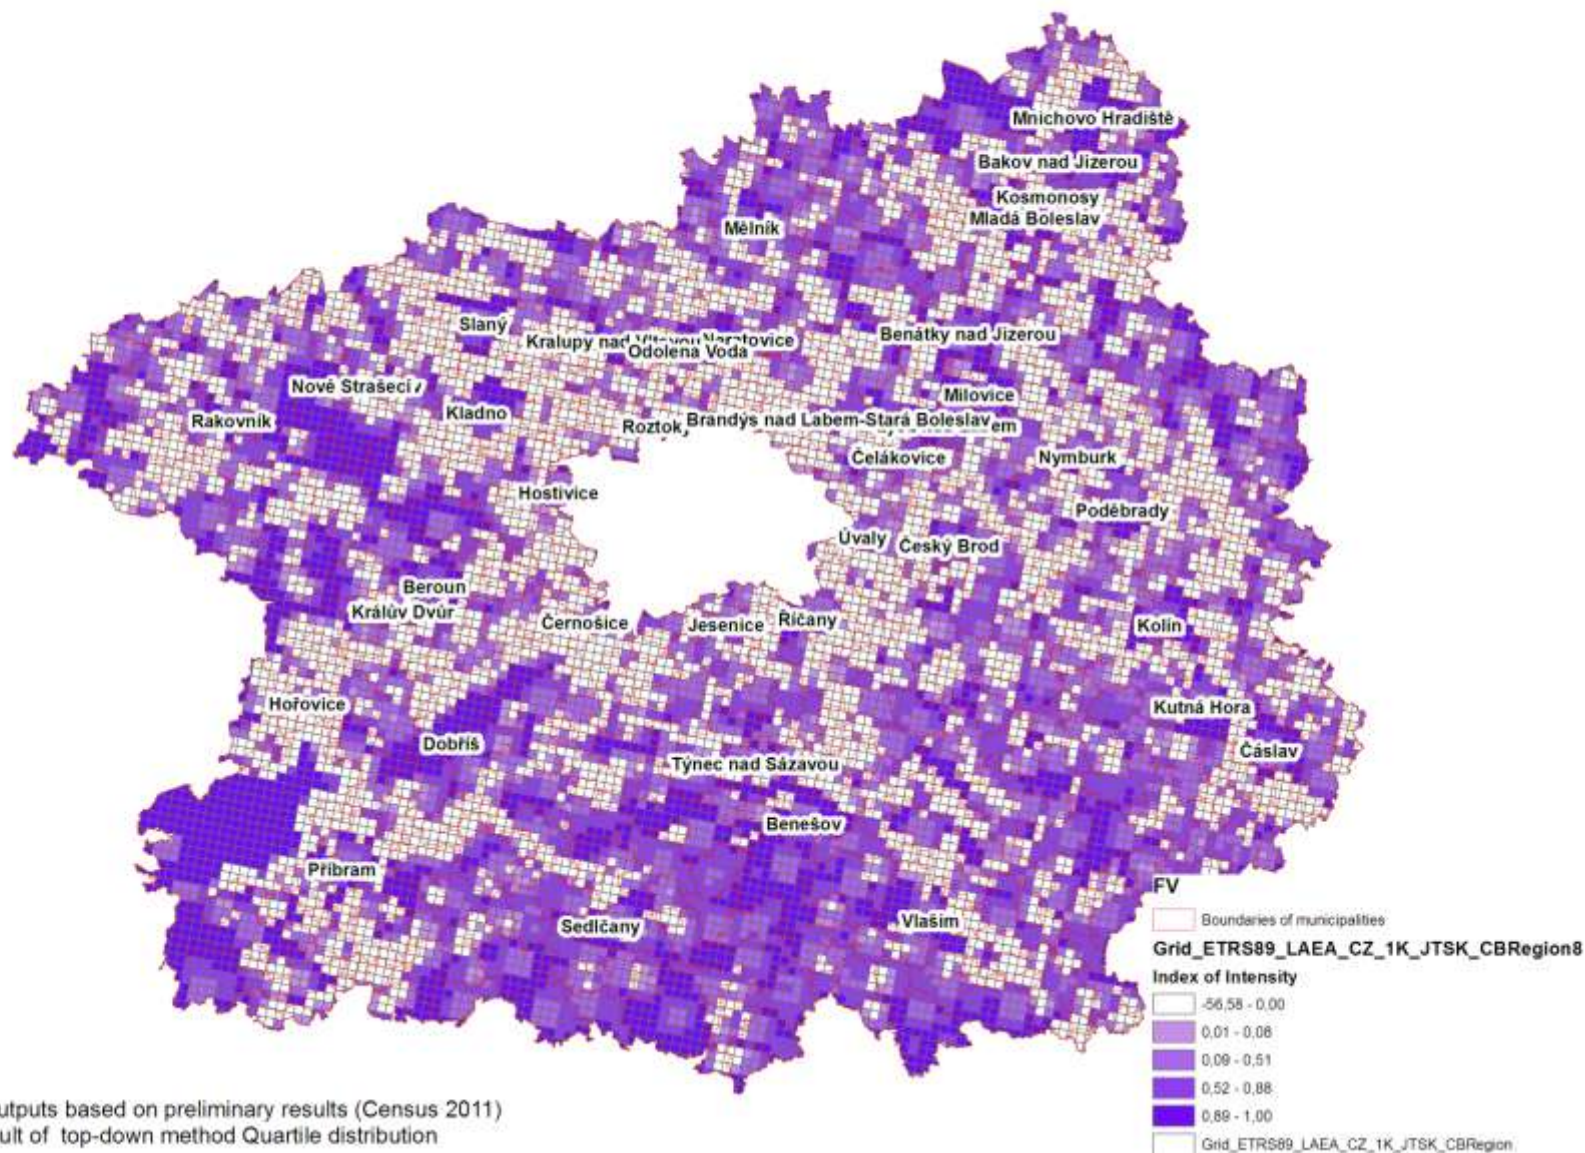 Mnichovo Hradiště
Bakov nad Jizerou
Kosmonosy
Mladá Boleslav
Mělník
Slaný
Kralupy nad
Odolena Voda
Benátky nad Jizerou
Nové Strašecí
Milovice
Kladno
Rakovník
Brandýs nad Labem-Stará Boleslav
Čelákovice
Nymburk
Hostivice
Poděbrady
Úvaly
Český Brod
Beroun
Králův Dvůr
Černošice
Jesenice
Říčany
Kolín
Hořovice
Kutná Hora
Dobříš
Čáslav
Týnec nad Sázavou
Benešov
Příbram
Sedlčany
Vlašim
FV
Boundaries of municipalities
Grid_ETRS89_LAEA_CZ_1K_JTSK_CBRegion8
Index of Intensity
-56,58 - 0,00
0,01 - 0,08
0,09 - 0,51
0,52 - 0,88
0,89 - 1,00
Grid_ETRS89_LAEA_CZ_1K_JTSK_CBRegion
utputs based on preliminary results (Census 2011)
ult of top-down method Quartile distribution